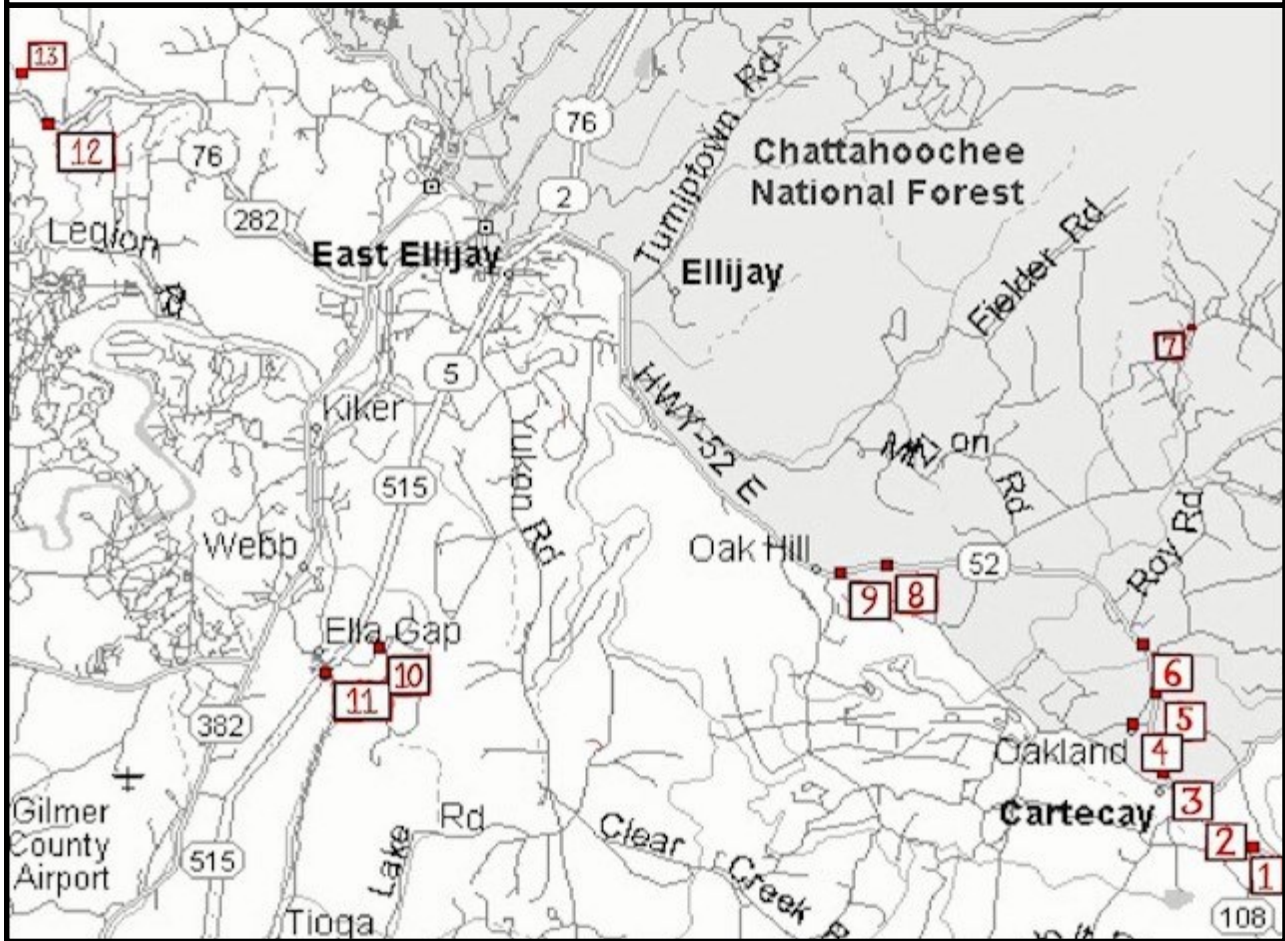 13
76
12
76
Turniptown Rd
Chattahoochee
National Forest
2
282
Legion
East Ellijay
Ellijay
Fielder Rd
7
5
HWY-52 E
Kiker
Yukon Rd
on
Rd
515
Webb
Oak Hill
52
Roy Rd
9
8
Ella Gap
10
11
6
5
382
Oakland
4
3
Cartecay
2
1
Gilmer
County
Airport
515
Lake
Rd
Clear
Creek
R
108
Tioga